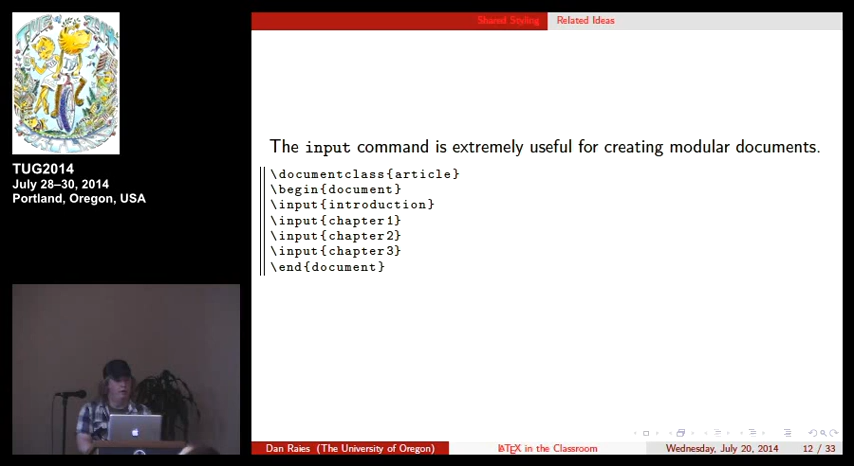 Shared Styling Related Ideas
TUG 2014
TUG2014
July 28–30, 2014
Portland, Oregon, USA
The input command is extremely useful for creating modular documents.
\documentclass{article}
\begin{document}
\input{introduction}
\input{chapter1}
\input{chapter2}
\input{chapter3}
\end{document}
Dan Raies (The University of Oregon) LATEX in the Classroom Wednesday, July 20, 2014 12 / 33